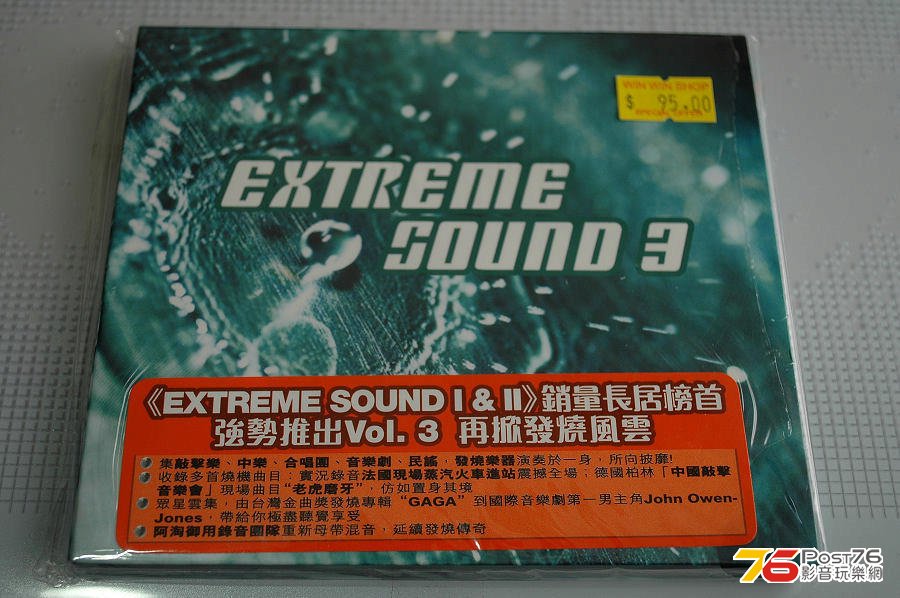 WIN WIN SHOP
$ 95.00
SPECIAL OFFER
EXTREME
SOUND 3
《EXTREME SOUND I & II》銷量長居榜首
強勢推出Vol. 3 再掀發燒風雲
集敲擊樂、中樂、合唱團、音樂劇、民謠，發燒樂器演奏於一身，所向披靡!
收錄多首燒機曲目：實況錄音法國現場蒸汽火車進站震撼全場；德國柏林「中國敲擊
音樂會」現場曲目“老虎磨牙”，仿如置身其境
眾星雲集，由台灣金曲獎發燒專輯 “GAGA” 到國際音樂劇第一男主角John Owen-
Jones，帶給你極盡聽覺享受
阿淘御用錄音團隊重新母帶混音，延續發燒傳奇
76 Post76
影音玩樂網